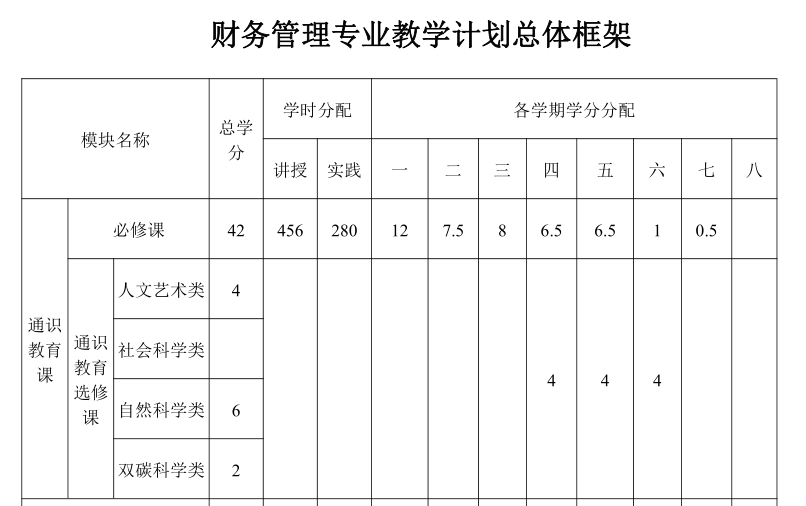 财务管理专业教学计划总体框架
模块名称 总学分 学时分配 各学期学分分配
讲授 实践 一 二 三 四 五 六 七 八
通识教育课 必修课 42 456 280 12 7.5 8 6.5 6.5 1 0.5
通识教育选修课 人文艺术类 4
社会科学类
4 4 4
自然科学类 6
双碳科学类 2